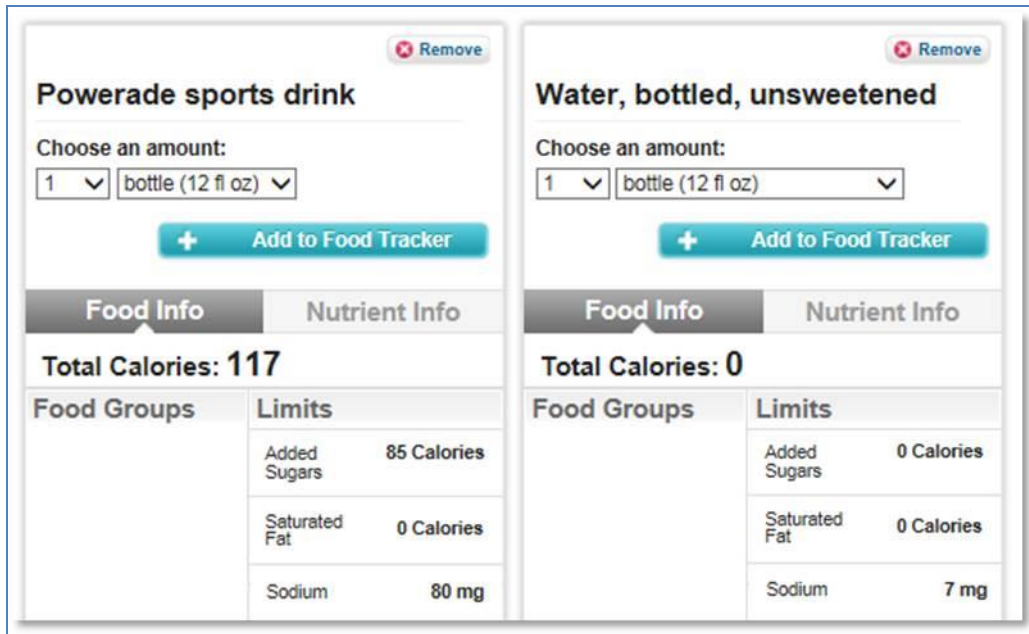 Remove
Powerade sports drink
Choose an amount:
1 bottle (12 fl oz)
+ Add to Food Tracker
Food Info Nutrient Info
Total Calories: 117
Food Groups Limits
Added
Sugars 85 Calories
Saturated
Fat 0 Calories
Sodium 80 mg
Remove
Water, bottled, unsweetened
Choose an amount:
1 bottle (12 fl oz)
+ Add to Food Tracker
Food Info Nutrient Info
Total Calories: 0
Food Groups Limits
Added
Sugars 0 Calories
Saturated
Fat 0 Calories
Sodium 7 mg